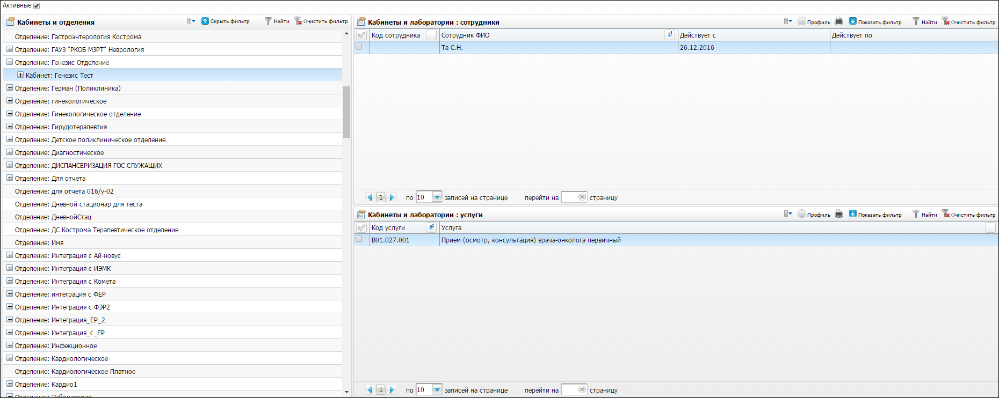 Активные
Кабинеты и отделения
Скрыть фильтр
Найти
Очистить фильтр
Отделение: Гастроэнтерология Кострома
Отделение: ГАУЗ "РКОБ МЗРТ" Неврология
Отделение: Генезис Отделение
Кабинет: Генезис Тест
Отделение: Герман (Поликлиника)
Отделение: гинекологическое
Отделение: Гинекологическое отделение
Отделение: Гирудотерапевтия
Отделение: Детское поликлиническое отделение
Отделение: Диагностическое
Отделение: ДИСПАНСЕРИЗАЦИЯ ГОС СЛУЖАЩИХ
Отделение: Для отчета
Отделение: для отчета 016/у-02
Отделение: Дневной стационар для теста
Отделение: ДневнойСтац
Отделение: ДС Кострома Терапевтическое отделение
Отделение: Имя
Отделение: Интеграция с Ай-новус
Отделение: Интеграция с ИЭМК
Отделение: Интеграция с Комета
Отделение: интеграция с ФЕР
Отделение: Интеграция с ФЭР2
Отделение: Интеграция_ЕР_2
Отделение: Интеграция_с_ЕР
Отделение: Инфекционное
Отделение: Кардиологическое
Отделение: Кардиологическое Платное
Отделение: Кардио1
Отделение: Лаборатория
Кабинеты и лаборатории : сотрудники
Профиль
Показать фильтр
Найти
Очистить фильтр
Код сотрудника Сотрудник ФИО Действует с Действует по
Та С.Н. 26.12.2016
1 по 10 записей на странице перейти на страницу
Кабинеты и лаборатории : услуги
Профиль
Показать фильтр
Найти
Очистить фильтр
Код услуги Услуга
B01.027.001 Прием (осмотр, консультация) врача-онколога первичный
1 по 10 записей на странице перейти на страницу